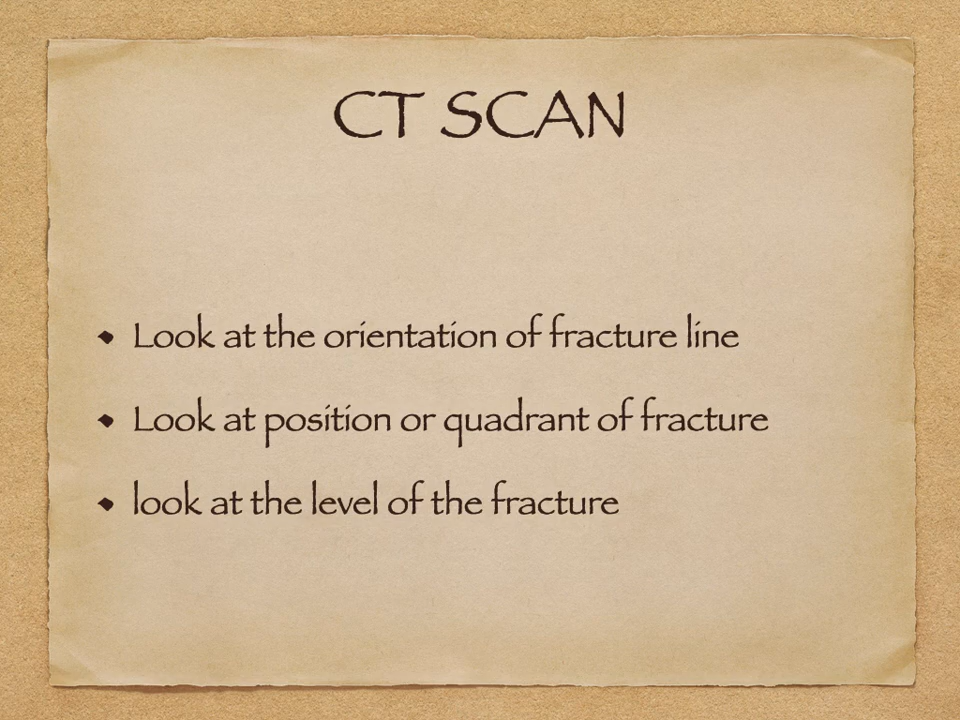 CT SCAN
Look at the orientation of fracture line
Look at position or quadrant of fracture
look at the level of the fracture